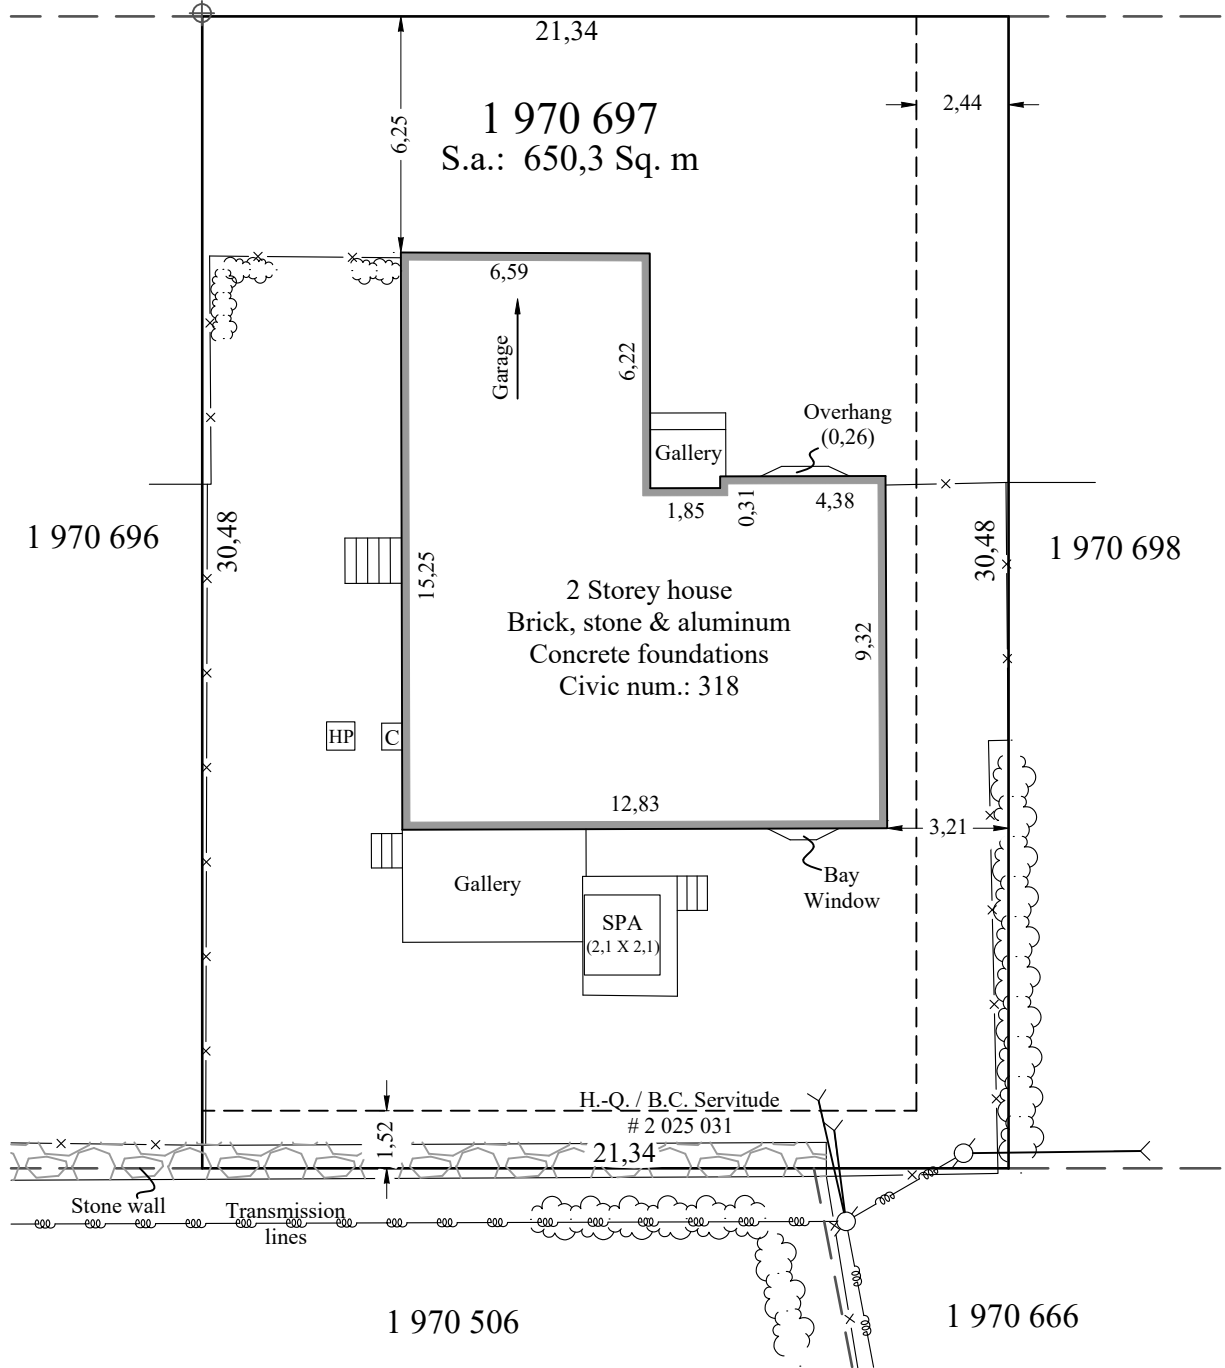 21,34
2,44
1 970 697
6,25
S.a.: 650,3 Sq. m
6,59
Garage
6,22
Overhang
(0,26)
Gallery
1,85
0,31
4,38
1 970 696
30,48
30,48
1 970 698
15,25
2 Storey house
Brick, stone & aluminum
Concrete foundations
Civic num.: 318
9,32
HP
C
12,83
3,21
Gallery
Bay
Window
SPA
(2,1 X 2,1)
H.-Q. / B.C. Servitude
# 2 025 031
1,52
21,34
Stone wall
Transmission
lines
1 970 506
1 970 666